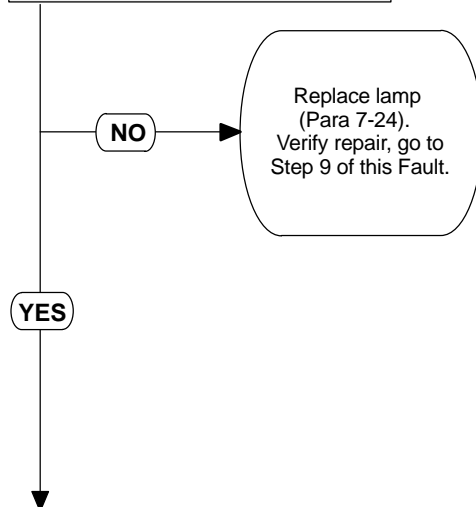 NO
Replace lamp
(Para 7-24).
Verify repair, go to
Step 9 of this Fault.
YES